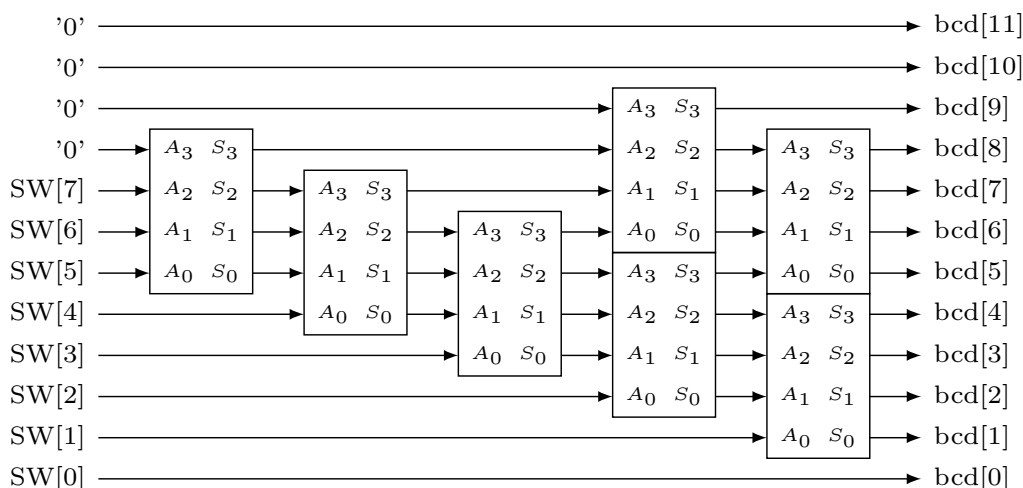 '0' bcd[11]
'0' bcd[10]
'0' A₃ S₃ bcd[9]
'0' A₃ S₃ A₂ S₂ A₃ S₃ bcd[8]
SW[7] A₂ S₂ A₃ S₃ A₁ S₁ A₂ S₂ bcd[7]
SW[6] A₁ S₁ A₂ S₂ A₃ S₃ A₀ S₀ A₁ S₁ bcd[6]
SW[5] A₀ S₀ A₁ S₁ A₂ S₂ A₃ S₃ A₀ S₀ bcd[5]
SW[4] A₀ S₀ A₁ S₁ A₂ S₂ A₃ S₃ bcd[4]
SW[3] A₀ S₀ A₁ S₁ A₂ S₂ bcd[3]
SW[2] A₀ S₀ A₁ S₁ bcd[2]
SW[1] A₀ S₀ bcd[1]
SW[0] bcd[0]